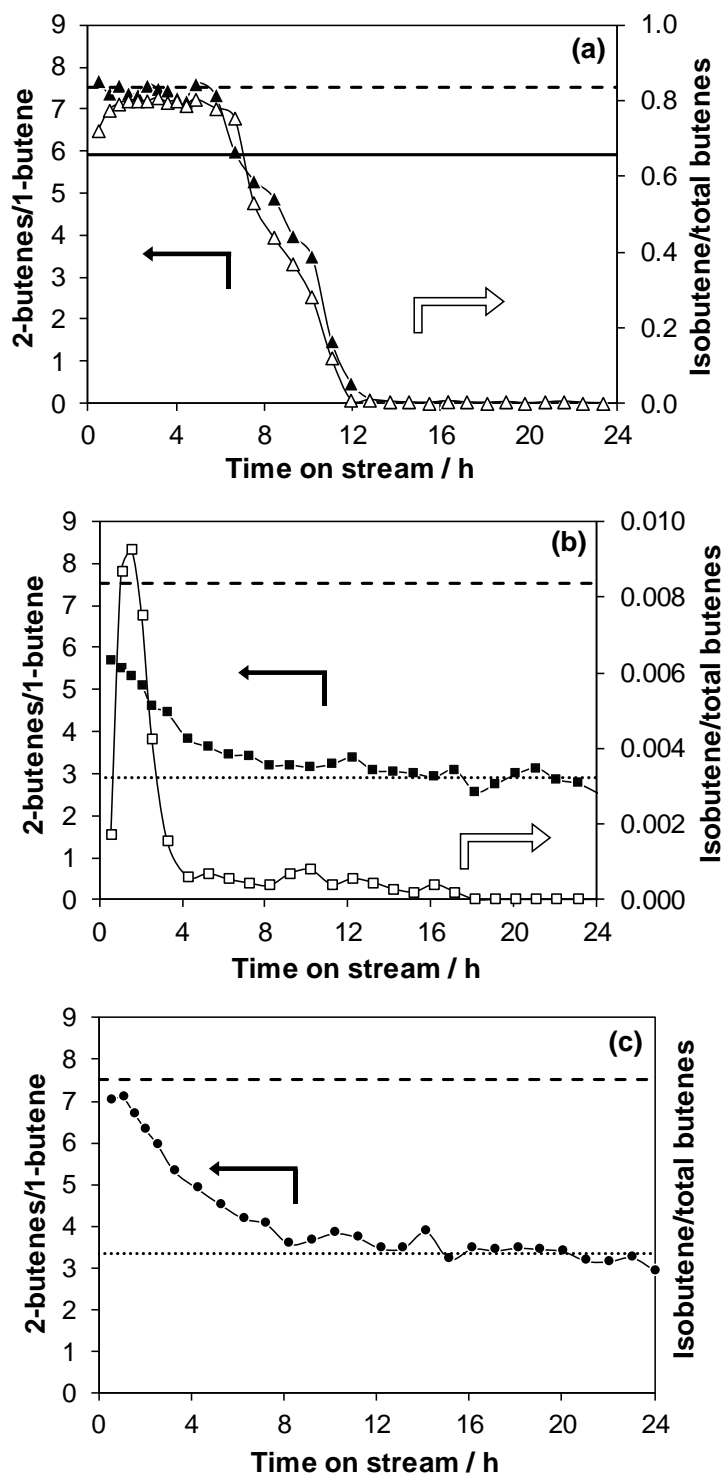 (a)
2-butenes/1-butene
9
8
7
6
5
4
3
2
1
0
Isobutene/total butenes
1.0
0.8
0.6
0.4
0.2
0.0
0 4 8 12 16 20 24
Time on stream / h
(b)
2-butenes/1-butene
9
8
7
6
5
4
3
2
1
0
Isobutene/total butenes
0.010
0.008
0.006
0.004
0.002
0.000
0 4 8 12 16 20 24
Time on stream / h
(c)
2-butenes/1-butene
9
8
7
6
5
4
3
2
1
0
Isobutene/total butenes
0 4 8 12 16 20 24
Time on stream / h